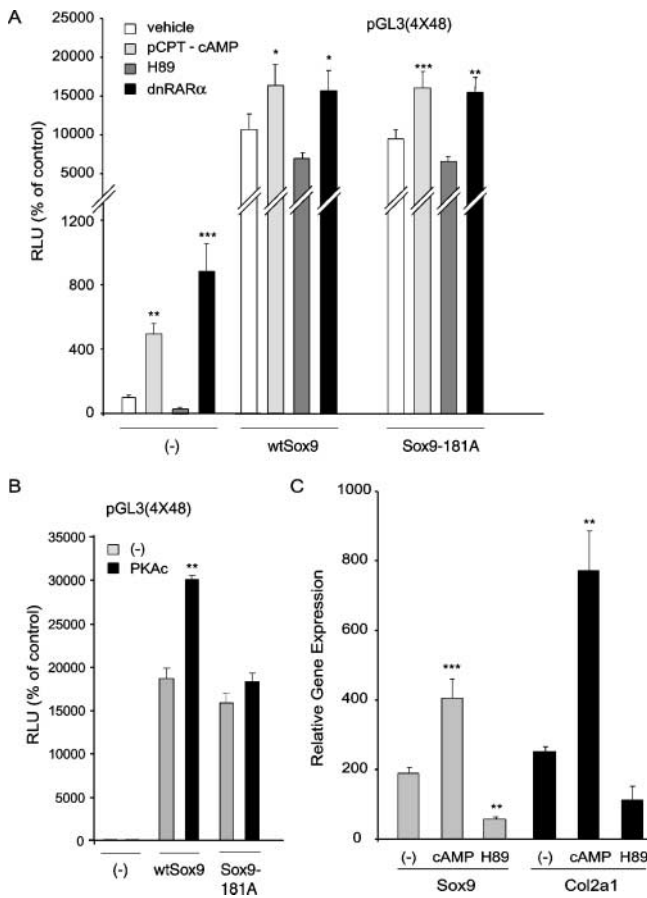 A
vehicle
pCPT - cAMP
H89
dnRARα
pGL3(4X48)
RLU (% of control)
25000
20000
15000
10000
5000
1200
800
400
0
**
***
*
*
***
**
(-)
wtSox9
Sox9-181A
B
pGL3(4X48)
(-)
PKAc
RLU (% of control)
35000
30000
25000
20000
15000
10000
5000
0
**
(-)
wtSox9
Sox9-
181A
C
Relative Gene Expression
1000
800
600
400
200
0
***
**
**
(-) cAMP H89 (-) cAMP H89
Sox9 Col2a1